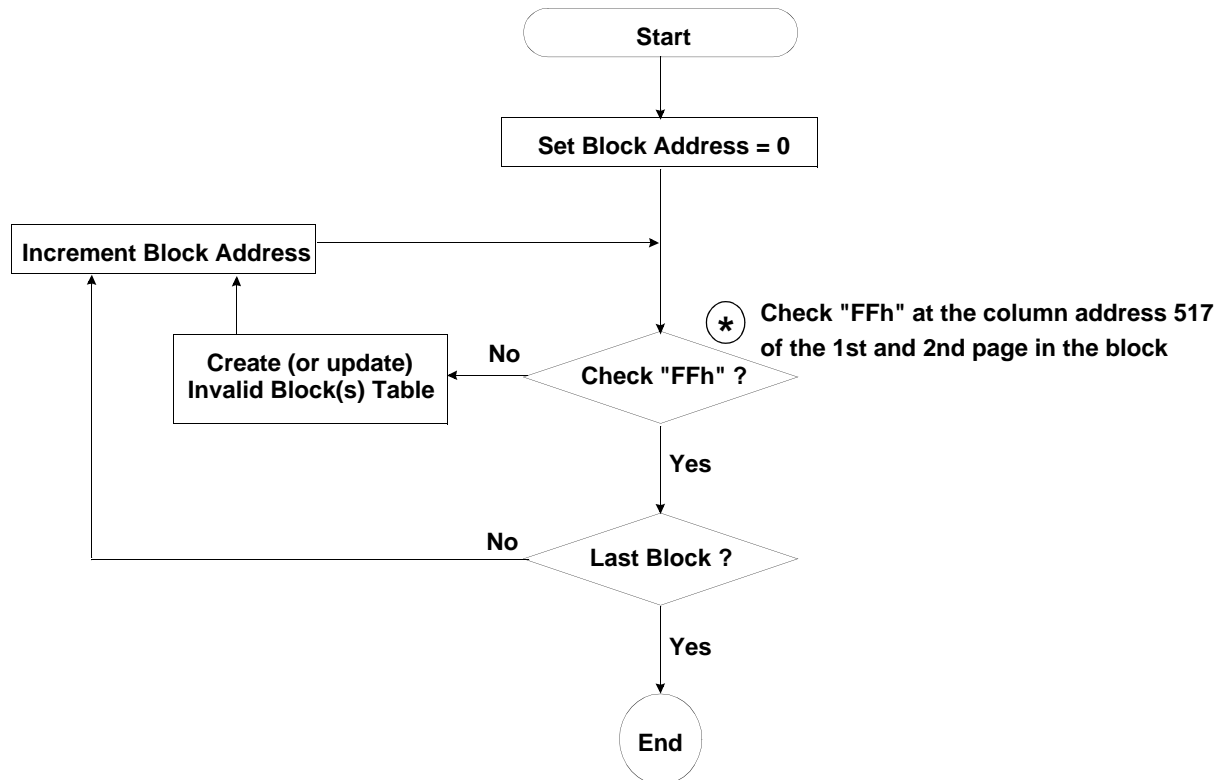 Start
Set Block Address = 0
Increment Block Address
*
Check "FFh" at the column address 517
of the 1st and 2nd page in the block
No
Create (or update)
Invalid Block(s) Table
Check "FFh" ?
Yes
No
Last Block ?
Yes
End